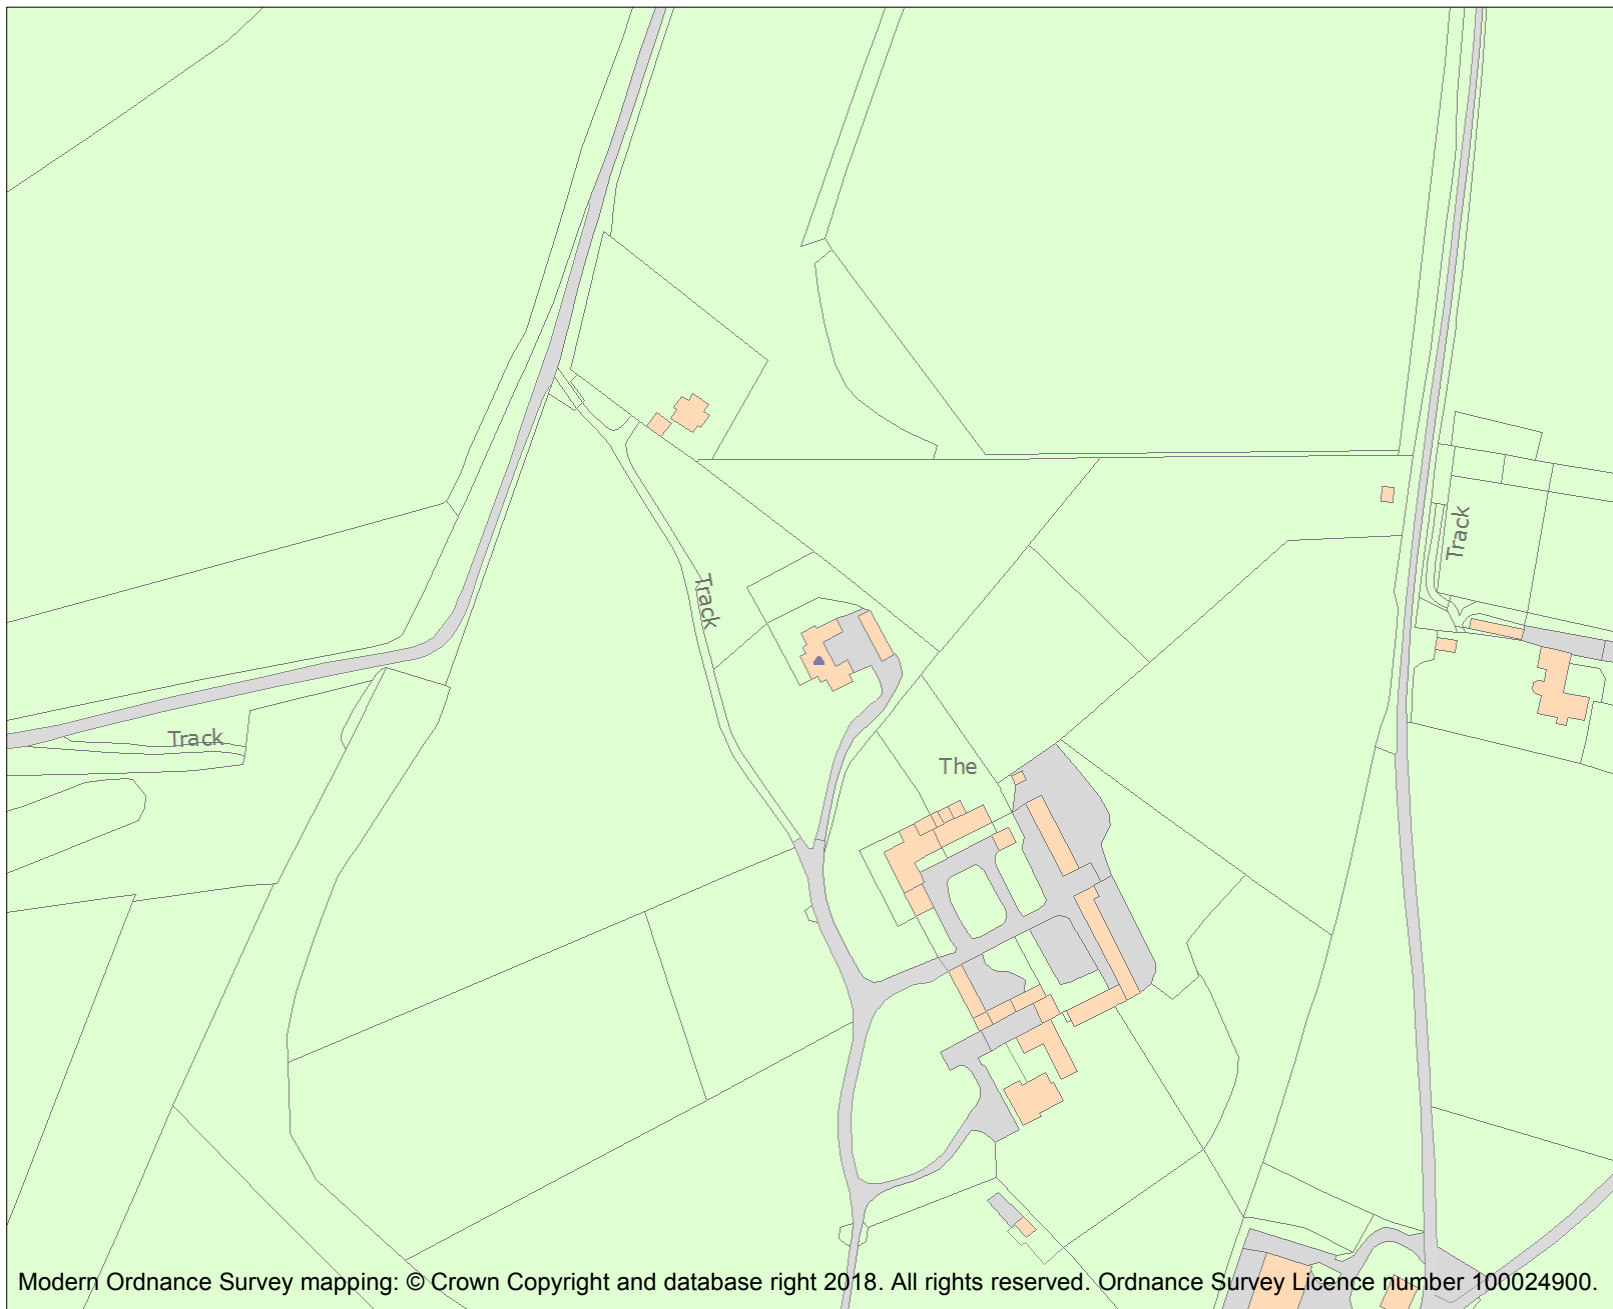 Track
Track
Track
The
Modern Ordnance Survey mapping: © Crown Copyright and database right 2018. All rights reserved. Ordnance Survey Licence number 100024900.